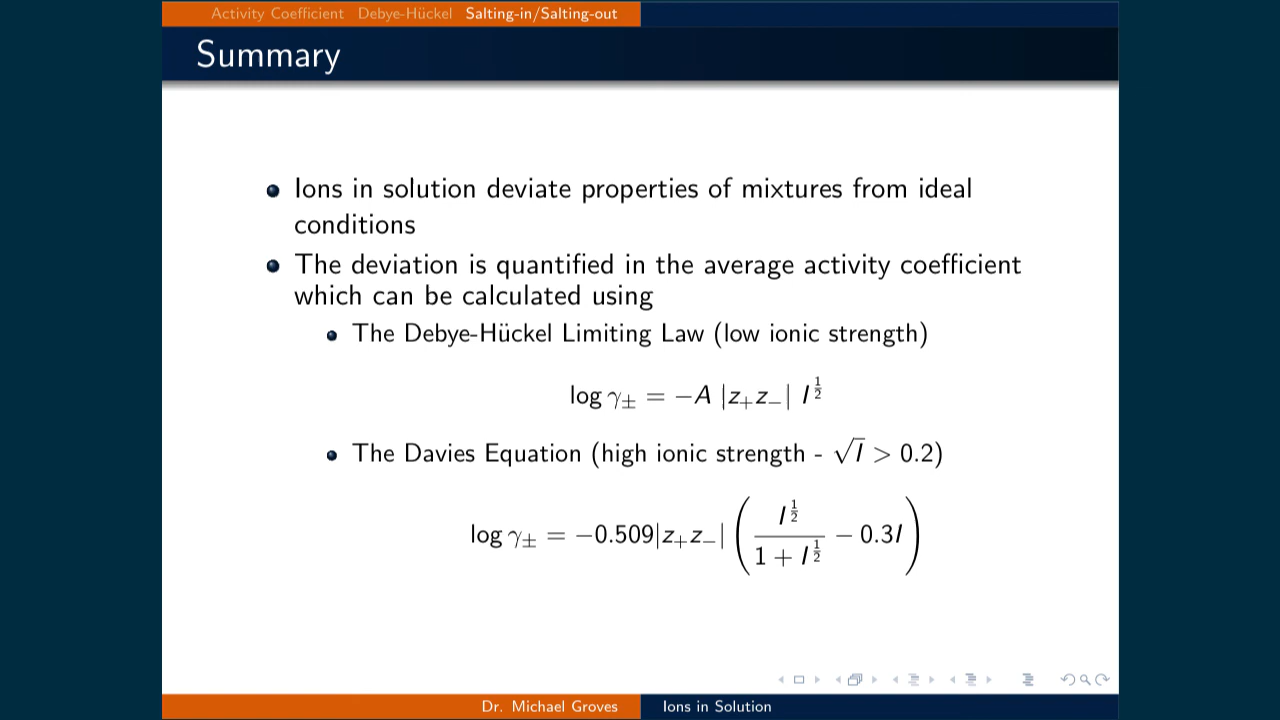 Activity Coefficient Debye-Hückel Salting-in/Salting-out
Summary
Ions in solution deviate properties of mixtures from ideal
conditions
The deviation is quantified in the average activity coefficient
which can be calculated using
The Debye-Hückel Limiting Law (low ionic strength)
log γ± = −A |z₊z₋| I^½
The Davies Equation (high ionic strength - √I > 0.2)
log γ± = −0.509|z₊z₋| ( I^½ / (1 + I^½) − 0.3I )
Dr. Michael Groves Ions in Solution